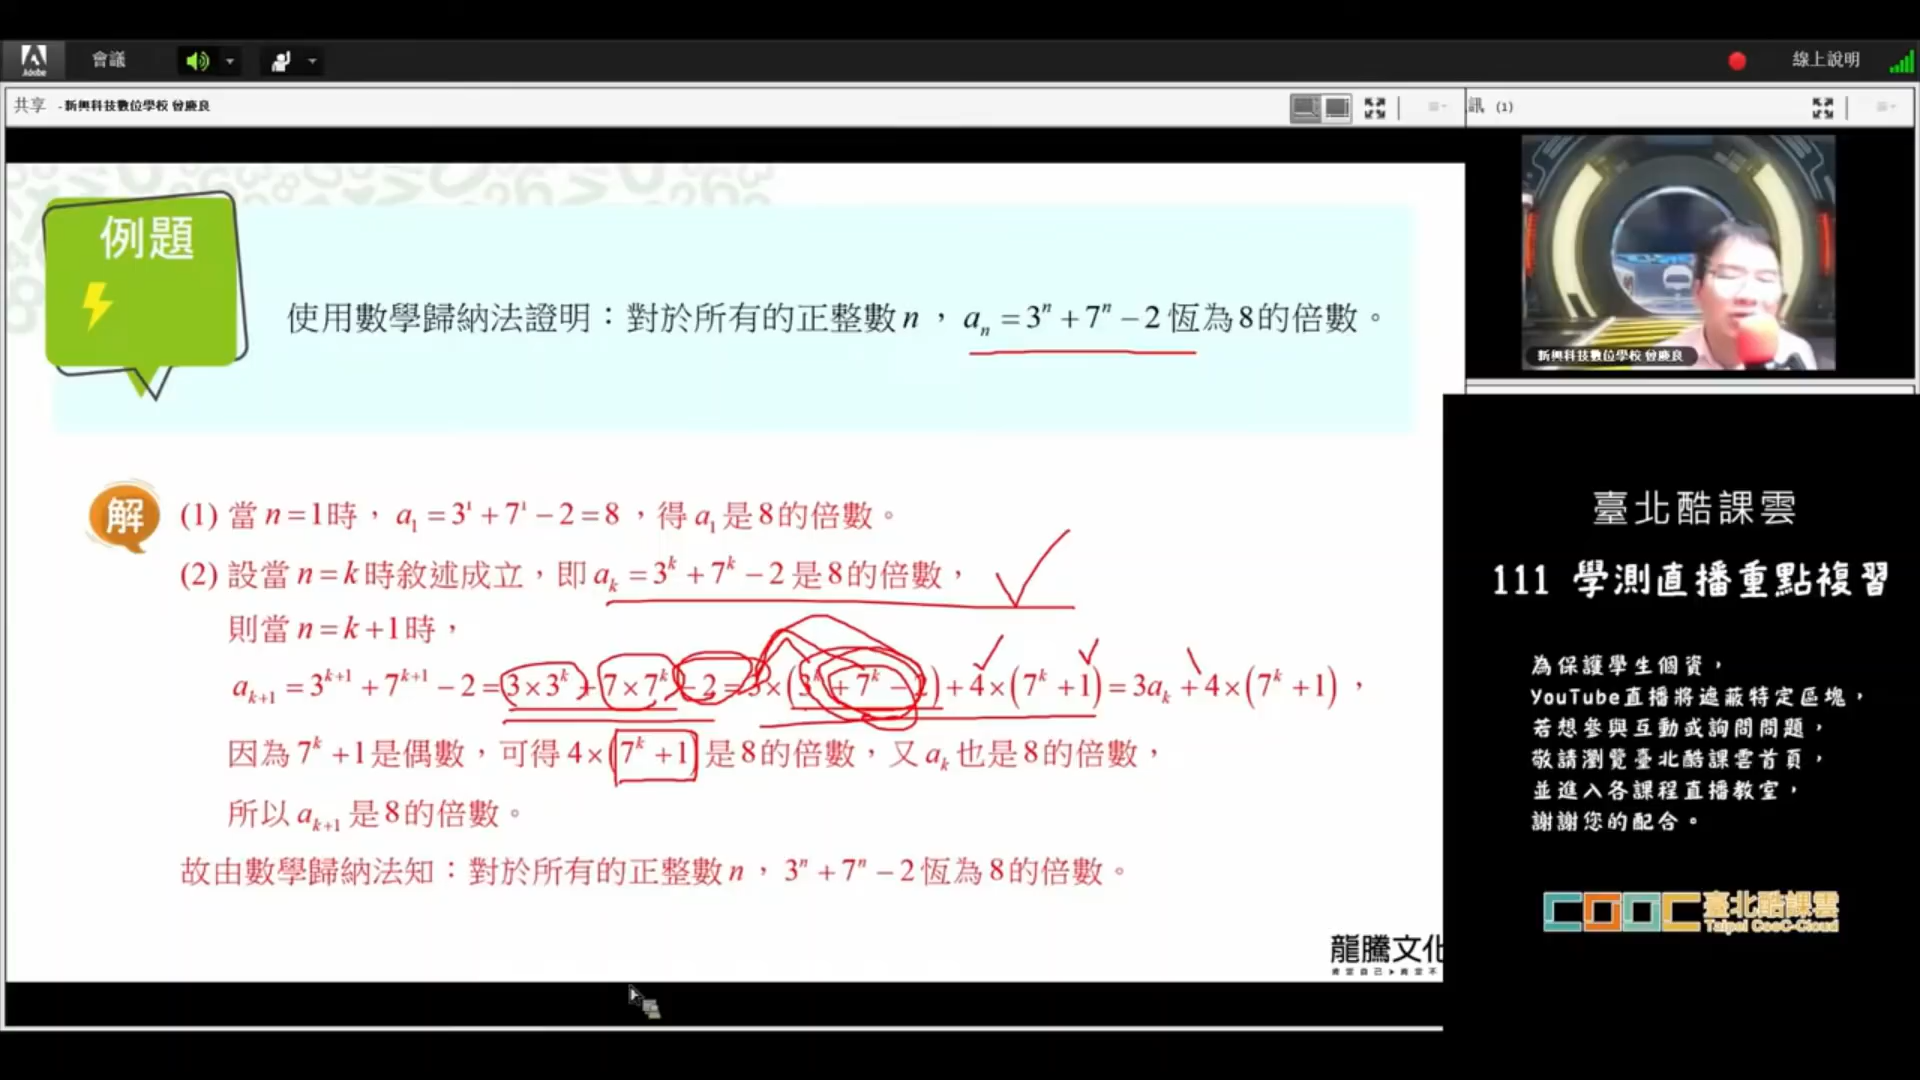 會議
線上說明
共享 - 新興科技數位學校 曾慶良
訊 (1)
例題
使用數學歸納法證明：對於所有的正整數 n ，aₙ = 3ⁿ + 7ⁿ − 2 恆為 8 的倍數。
新興科技數位學校 曾慶良
解
(1) 當 n = 1 時，a₁ = 3¹ + 7¹ − 2 = 8 ，得 a₁ 是 8 的倍數。
(2) 設當 n = k 時敘述成立，即 aₖ = 3ᵏ + 7ᵏ − 2 是 8 的倍數，
則當 n = k + 1 時，
aₖ₊₁ = 3ᵏ⁺¹ + 7ᵏ⁺¹ − 2 = 3×3ᵏ + 7×7ᵏ − 2 = 3×(3ᵏ + 7ᵏ − 2) + 4×(7ᵏ + 1) = 3aₖ + 4×(7ᵏ + 1) ，
因為 7ᵏ + 1 是偶數，可得 4×(7ᵏ + 1) 是 8 的倍數，又 aₖ 也是 8 的倍數，
所以 aₖ₊₁ 是 8 的倍數。
故由數學歸納法知：對於所有的正整數 n ，3ⁿ + 7ⁿ − 2 恆為 8 的倍數。
龍騰文化
臺北酷課雲
111 學測直播重點複習
為保護學生個資，
YouTube直播將遮蔽特定區塊，
若想參與互動或詢問問題，
敬請瀏覽臺北酷課雲首頁，
並進入各課程直播教室，
謝謝您的配合。
COOC 臺北酷課雲
Taipei CooC-Cloud
Adobe